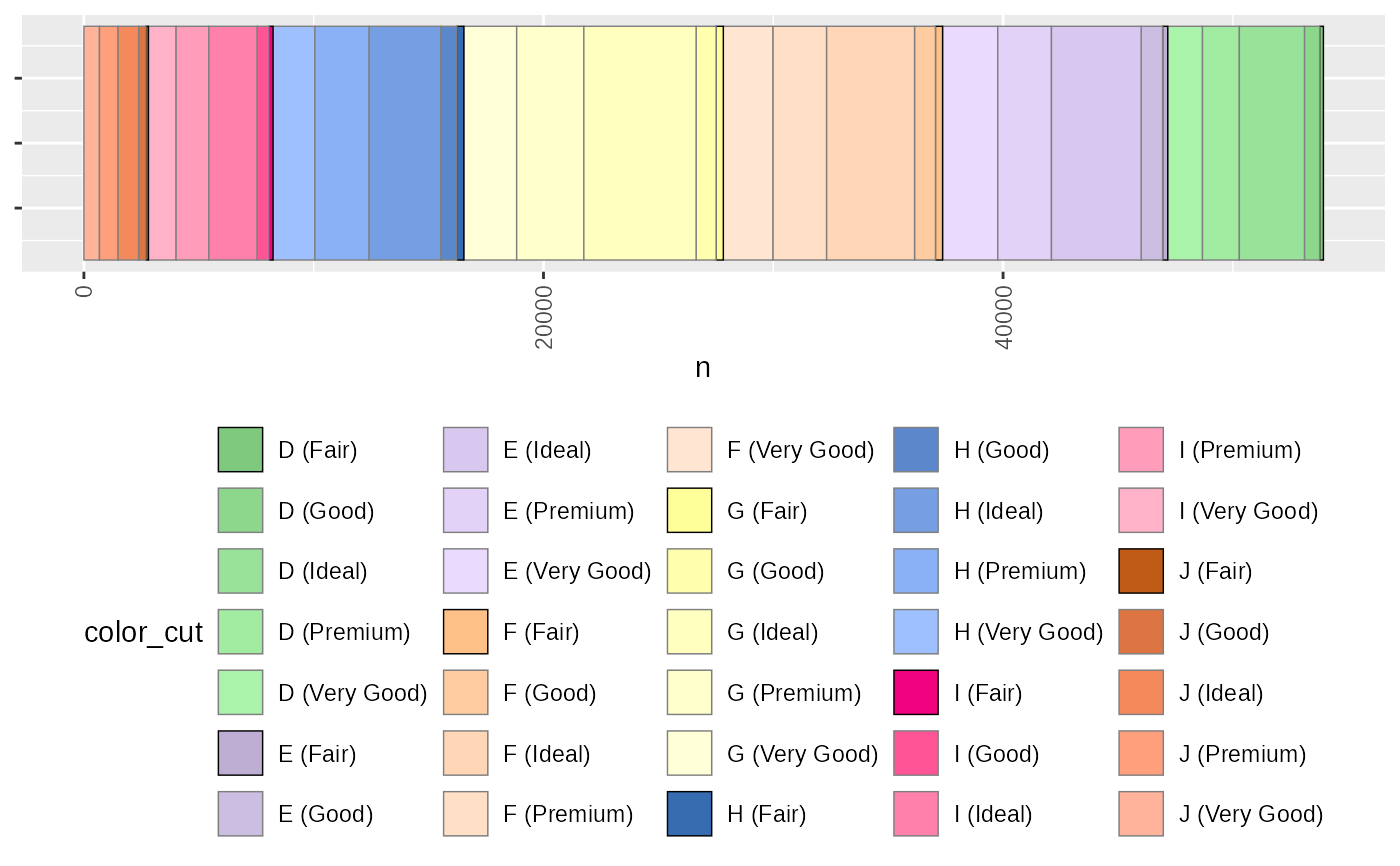 0
20000
40000
n
color_cut
D (Fair)
D (Good)
D (Ideal)
D (Premium)
D (Very Good)
E (Fair)
E (Good)
E (Ideal)
E (Premium)
E (Very Good)
F (Fair)
F (Good)
F (Ideal)
F (Premium)
F (Very Good)
G (Fair)
G (Good)
G (Ideal)
G (Premium)
G (Very Good)
H (Fair)
H (Good)
H (Ideal)
H (Premium)
H (Very Good)
I (Fair)
I (Good)
I (Ideal)
I (Premium)
I (Very Good)
J (Fair)
J (Good)
J (Ideal)
J (Premium)
J (Very Good)